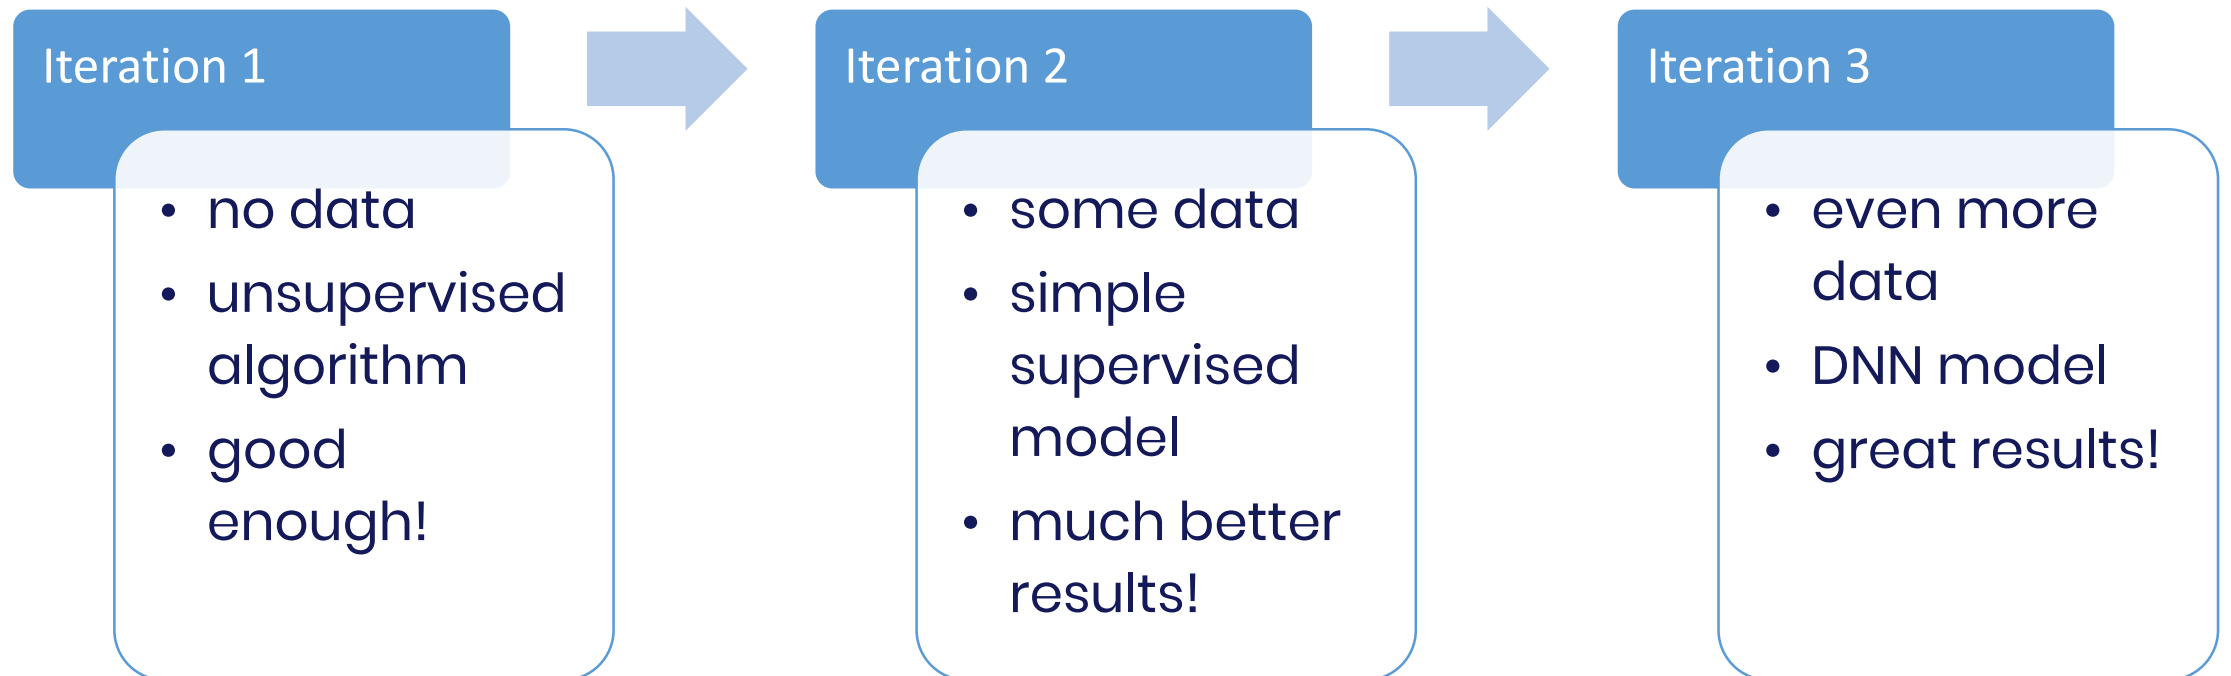 Iteration 1
• no data
• unsupervised
algorithm
• good
enough!
Iteration 2
• some data
• simple
supervised
model
• much better
results!
Iteration 3
• even more
data
• DNN model
• great results!